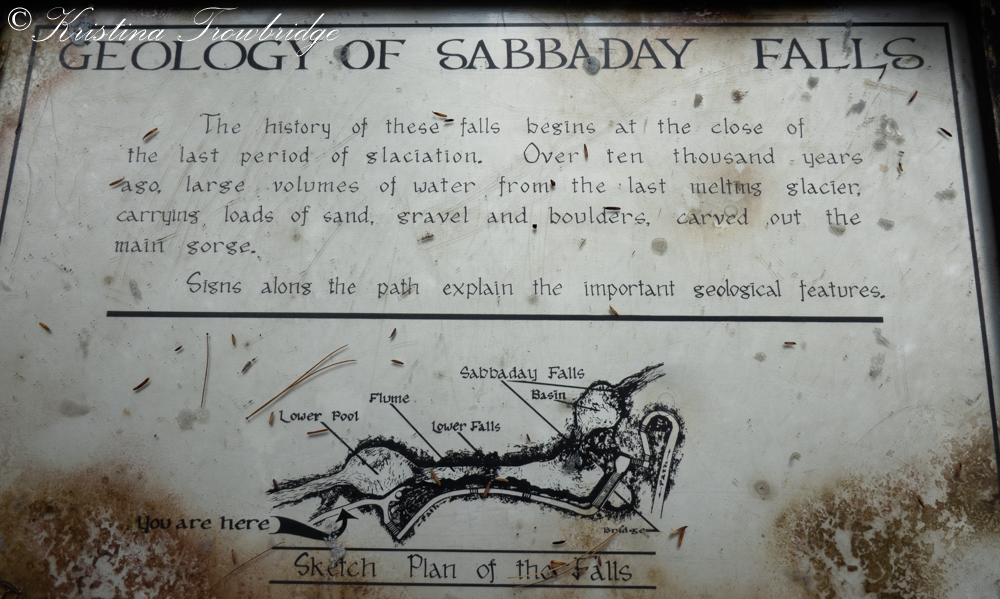 © Kristina Trowbridge
GEOLOGY OF SABBADAY FALLS
The history of these falls begins at the close of
the last period of glaciation. Over ten thousand years
ago, large volumes of water from the last melting glacier,
carrying loads of sand, gravel and boulders, carved out the
main gorge.
Signs along the path explain the important geological features.
Sabbaday Falls
Basin
Flume
Lower Pool
Lower Falls
You are here
Path
Bridge
Sketch Plan of the Falls